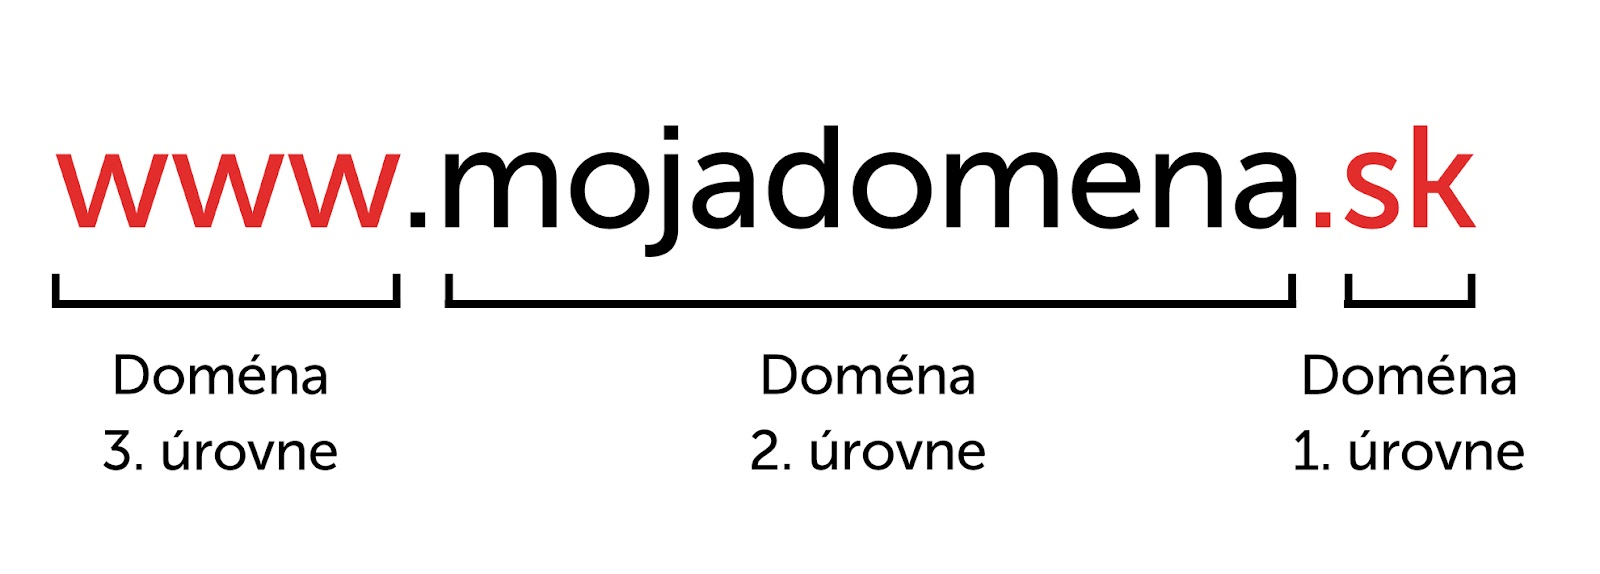 www.mojadomena.sk
Doména Doména Doména
3. úrovne 2. úrovne 1. úrovne